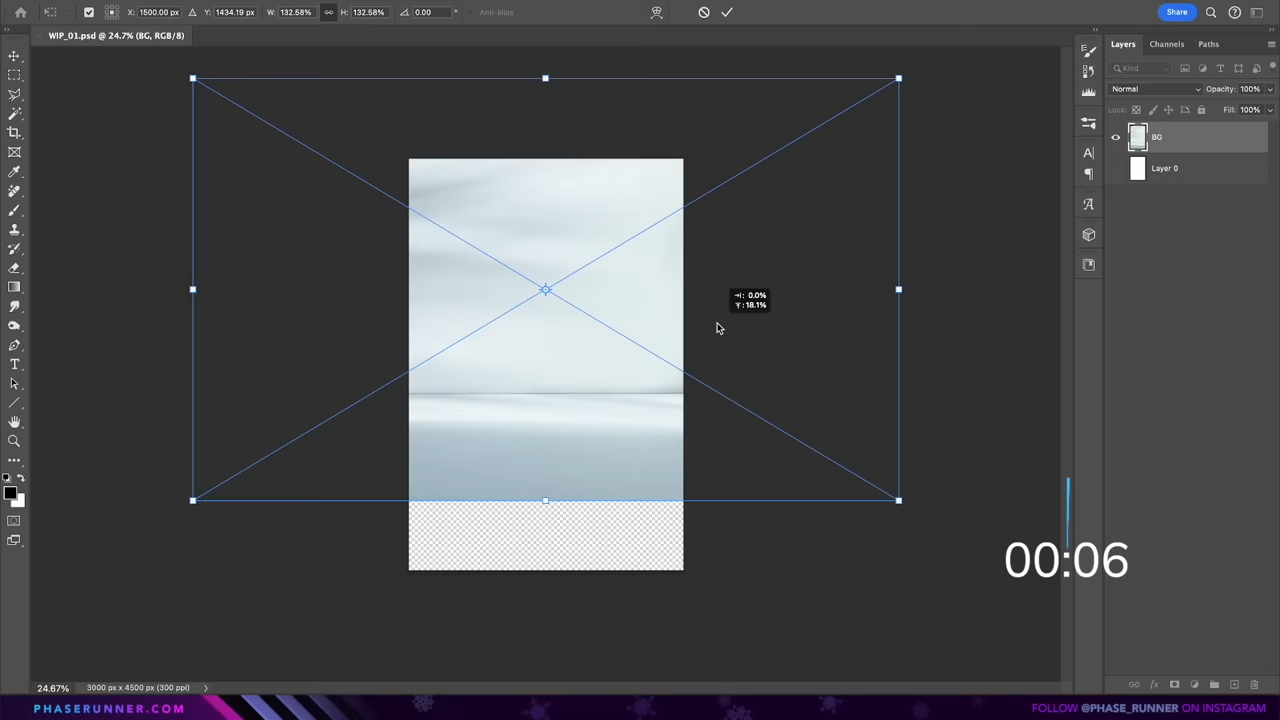 X: 1500.00 px Y: 1434.19 px W: 132.58% H: 132.58% 0.00 ° Anti-alias Share
WIP_01.psd @ 24.7% (BG, RGB/8)
Layers Channels Paths
Kind
Normal Opacity: 100%
Lock: Fill: 100%
BG
Layer 0
: 0.0%
: 18.1%
00:06
24.67% 3000 px x 4500 px (300 ppi)
PHASERUNNER.COM
FOLLOW @PHASE_RUNNER ON INSTAGRAM